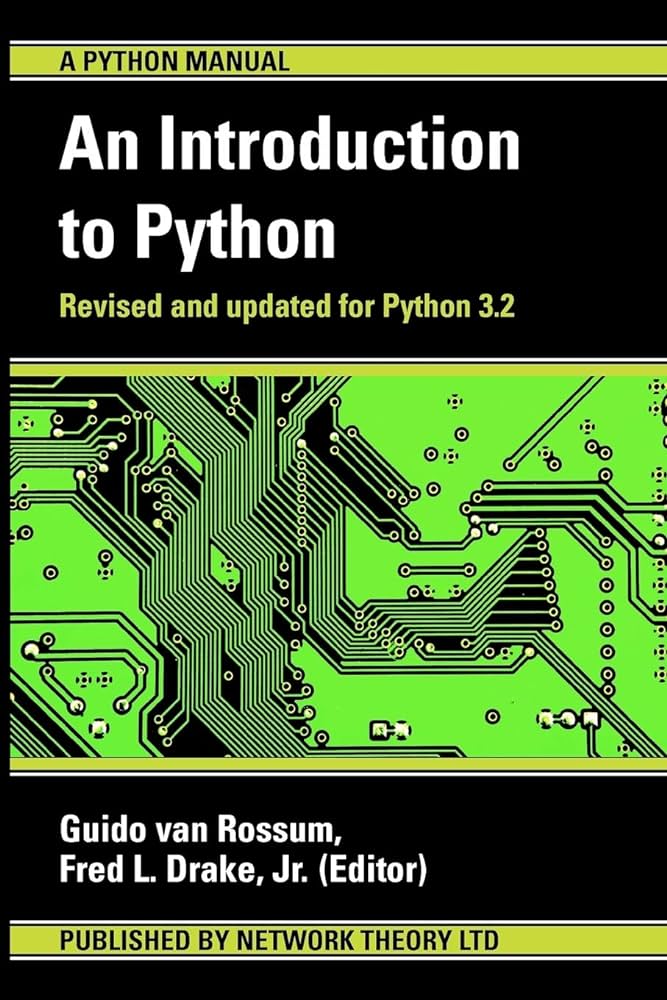 A PYTHON MANUAL
An Introduction
to Python
Revised and updated for Python 3.2
Guido van Rossum,
Fred L. Drake, Jr. (Editor)
PUBLISHED BY NETWORK THEORY LTD